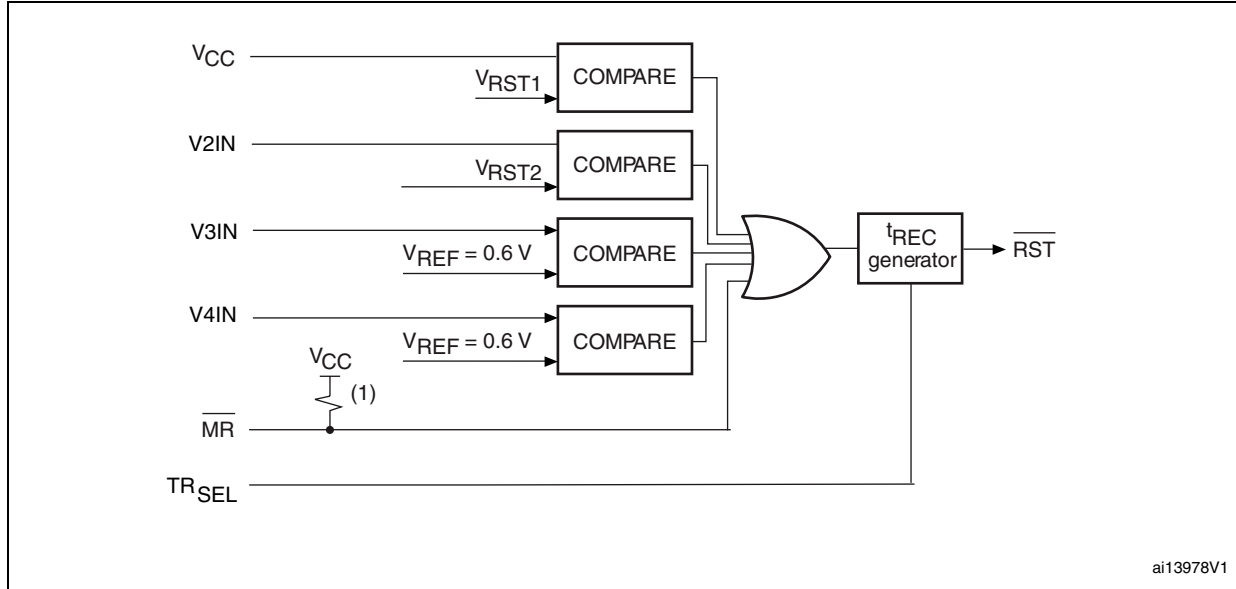 VCC
COMPARE
VRST1
V2IN
COMPARE
VRST2
V3IN
COMPARE
VREF = 0.6 V
V4IN
COMPARE
VREF = 0.6 V
tREC
generator
RST
VCC
(1)
MR
TRSEL
ai13978V1